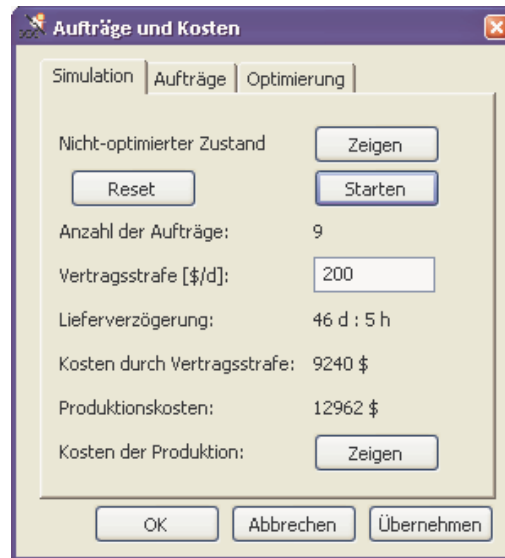 Aufträge und Kosten
Simulation Aufträge Optimierung
Nicht-optimierter Zustand Zeigen
Reset Starten
Anzahl der Aufträge: 9
Vertragsstrafe [$/d]: 200
Lieferverzögerung: 46 d : 5 h
Kosten durch Vertragsstrafe: 9240 $
Produktionskosten: 12962 $
Kosten der Produktion: Zeigen
OK Abbrechen Übernehmen